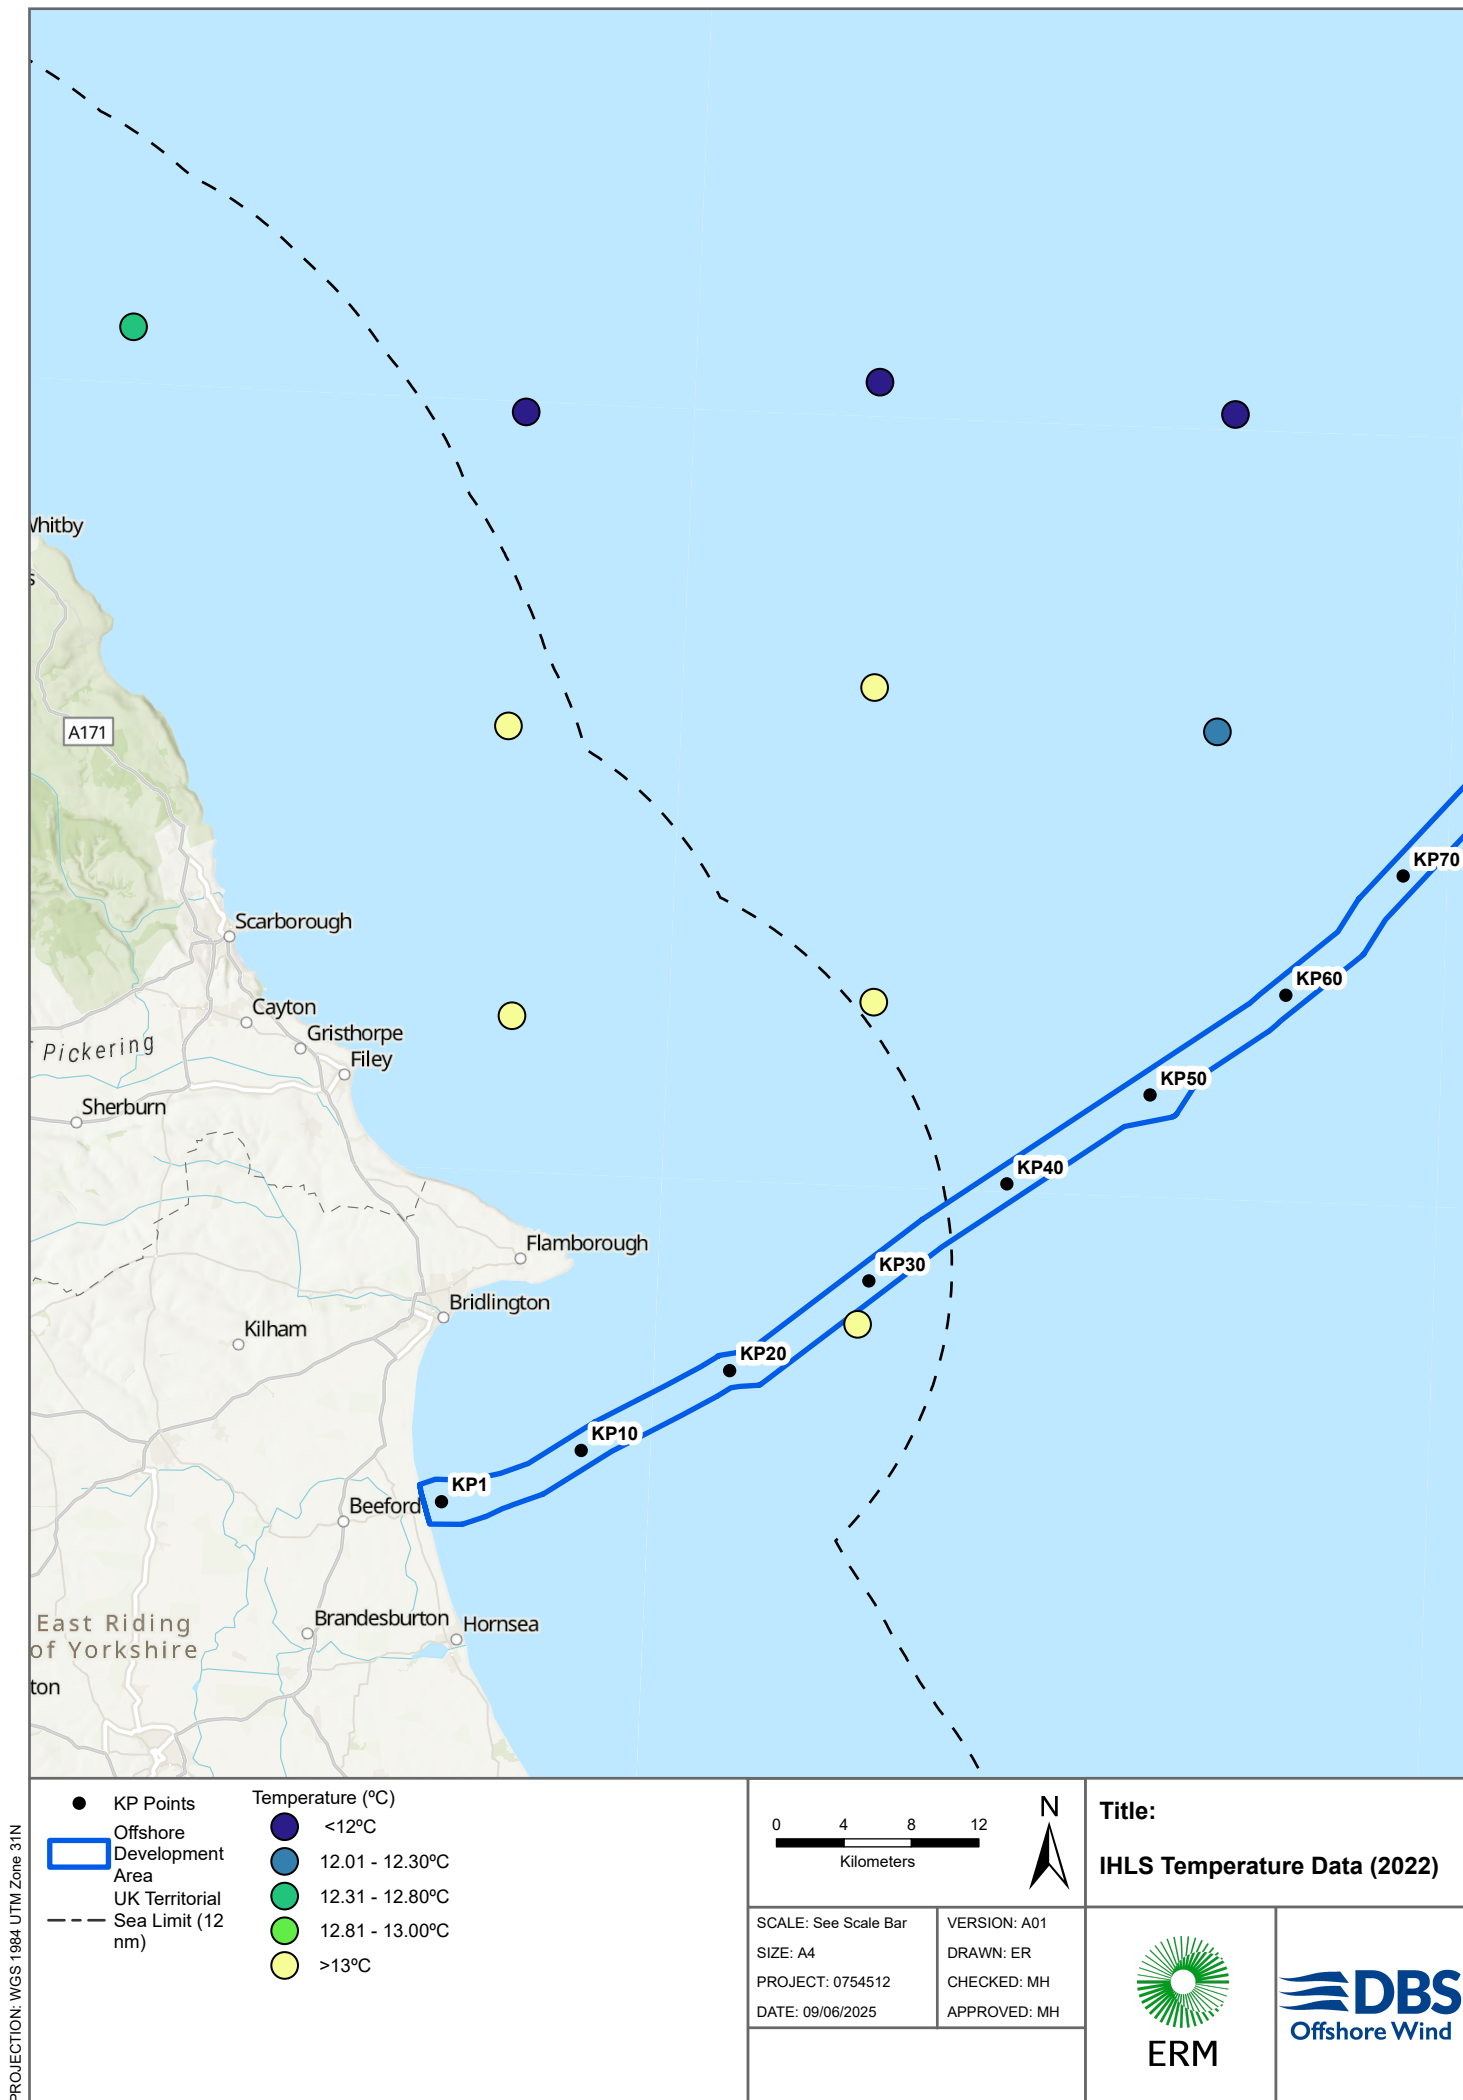 Whitby
s
A171
KP70
Scarborough
KP60
Cayton
Gristhorpe
Pickering
Filey
KP50
Sherburn
KP40
Flamborough
KP30
Bridlington
Kilham
KP20
KP10
KP1
Beeford
East Riding
of Yorkshire
Brandesburton
Hornsea
ton
PROJECTION: WGS 1984 UTM Zone 31N
KP Points
Offshore
Development
Area
UK Territorial
Sea Limit (12
nm)
Temperature (ºC)
<12ºC
12.01 - 12.30ºC
12.31 - 12.80ºC
12.81 - 13.00ºC
>13ºC
0 4 8 12
Kilometers
N
Title:
IHLS Temperature Data (2022)
SCALE: See Scale Bar
SIZE: A4
PROJECT: 0754512
DATE: 09/06/2025
VERSION: A01
DRAWN: ER
CHECKED: MH
APPROVED: MH
ERM
DBS
Offshore Wind